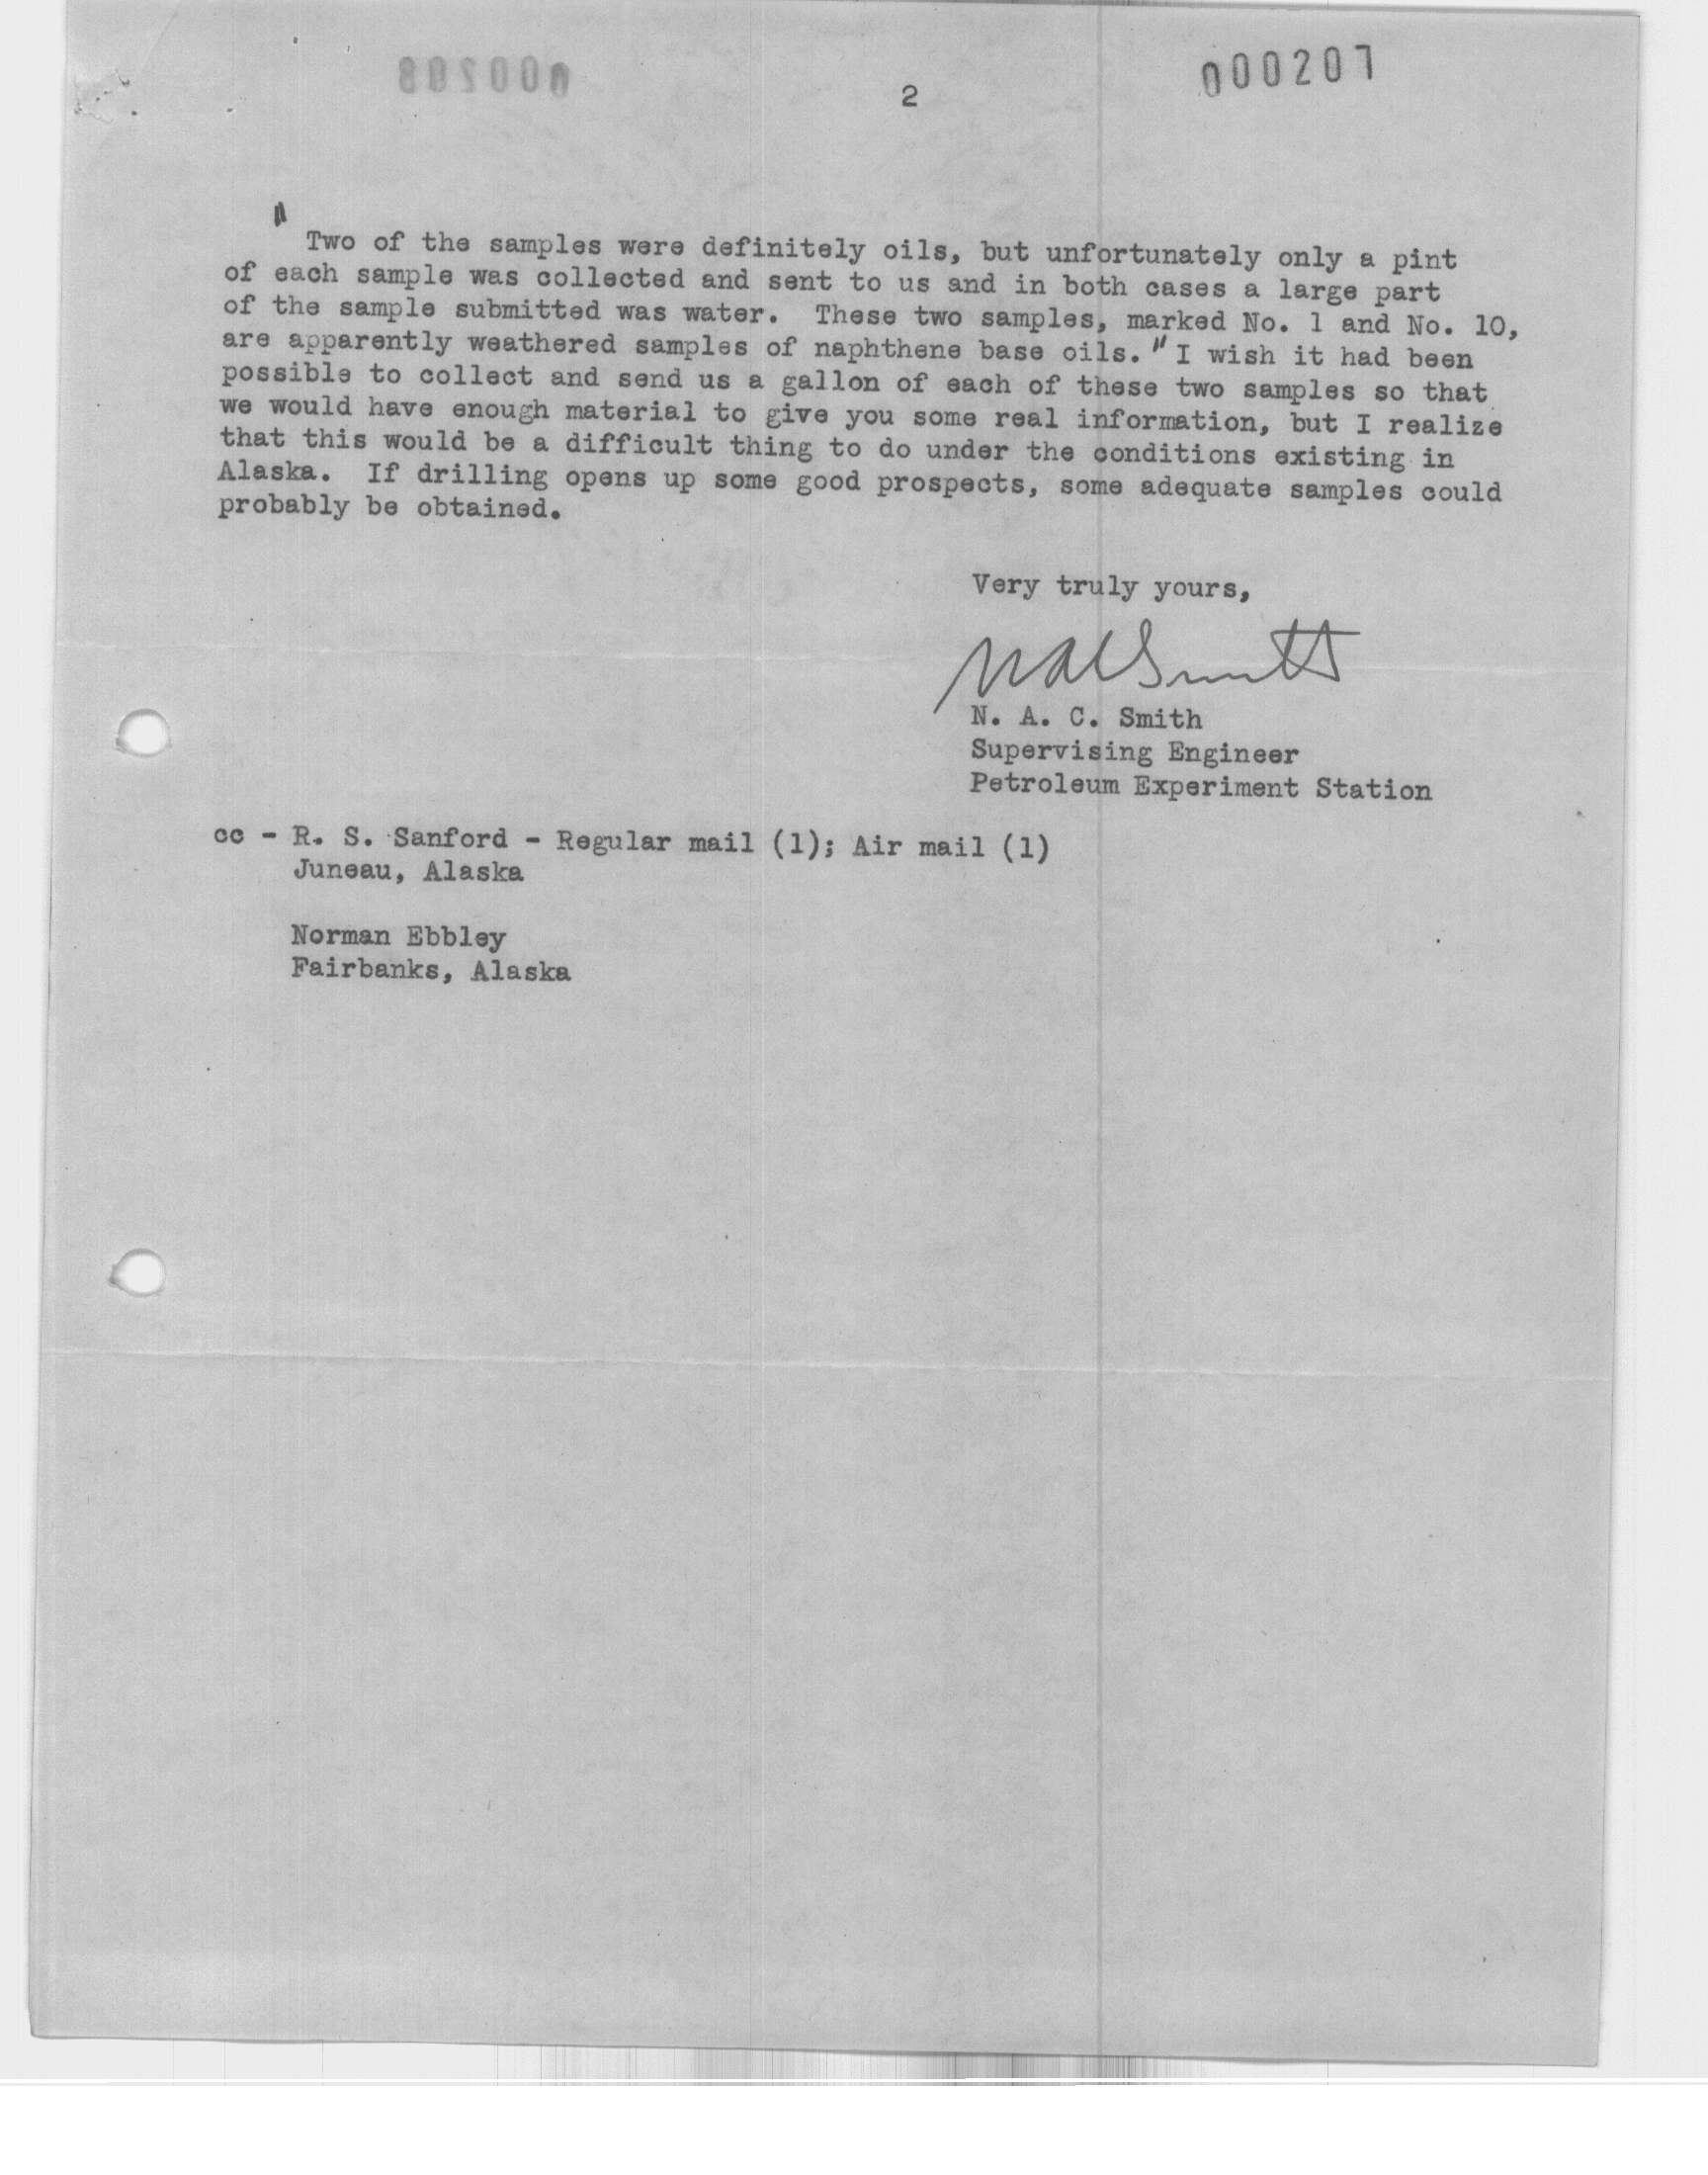 000207
000208
2
" Two of the samples were definitely oils, but unfortunately only a pint
of each sample was collected and sent to us and in both cases a large part
of the sample submitted was water. These two samples, marked No. 1 and No. 10,
are apparently weathered samples of naphthene base oils." I wish it had been
possible to collect and send us a gallon of each of these two samples so that
we would have enough material to give you some real information, but I realize
that this would be a difficult thing to do under the conditions existing in
Alaska. If drilling opens up some good prospects, some adequate samples could
probably be obtained.
Very truly yours,
NACSmith
N. A. C. Smith
Supervising Engineer
Petroleum Experiment Station
cc - R. S. Sanford - Regular mail (1); Air mail (1)
Juneau, Alaska
Norman Ebbley
Fairbanks, Alaska